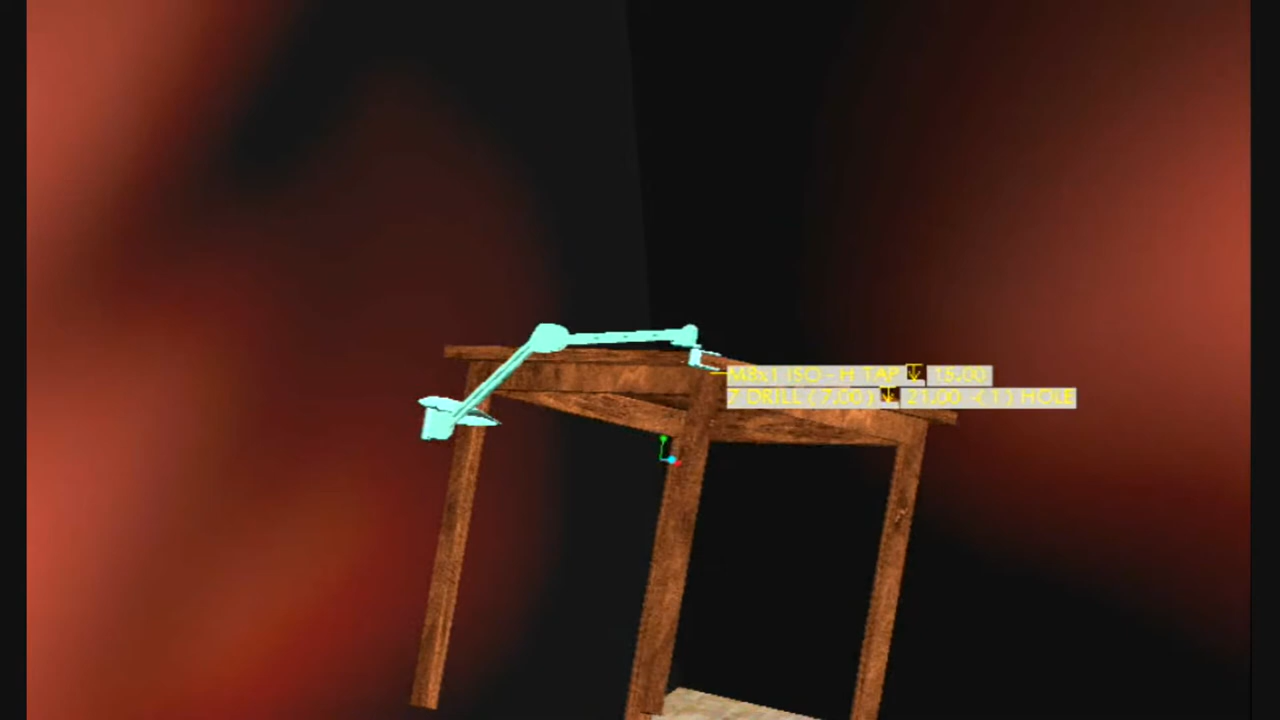 M8x1 ISO - H TAP ↧ 15.00
7 DRILL ( 7.00 ) ↧ 21.00 -( 1 ) HOLE